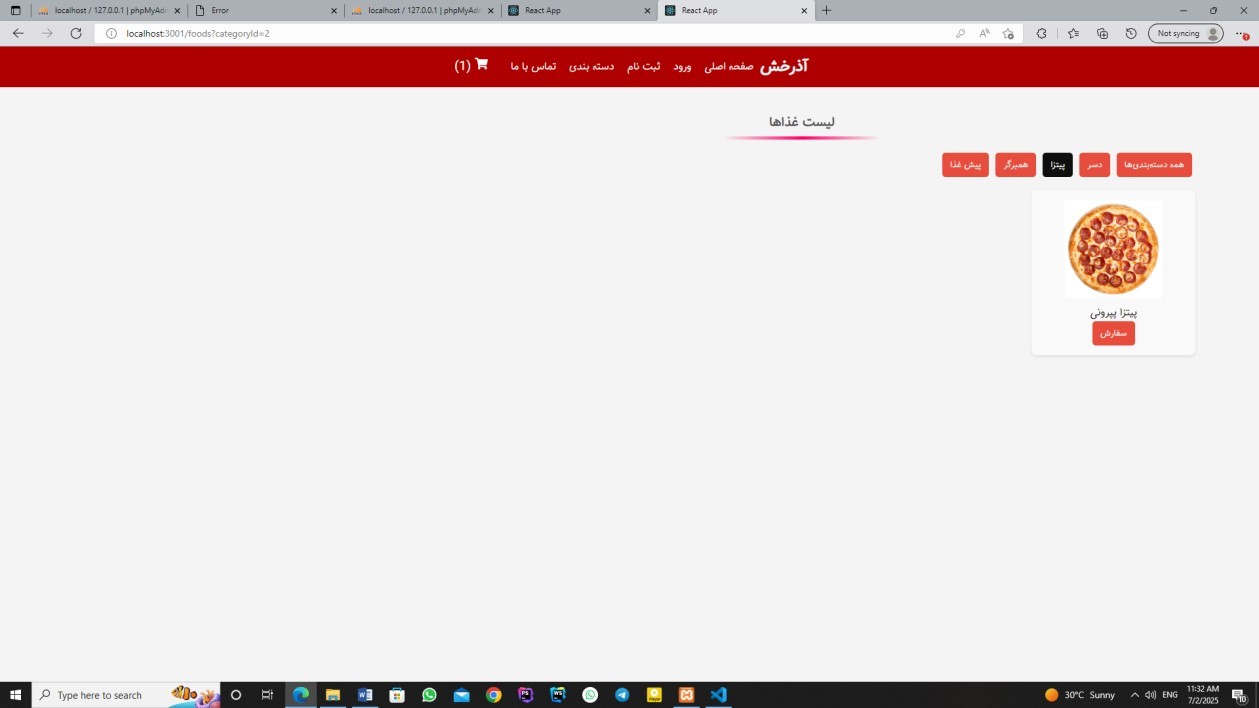 localhost / 127.0.0.1 | phpMyAdm
Error
localhost / 127.0.0.1 | phpMyAdm
React App
React App
localhost:3001/foods?categoryId=2
Not syncing
آذرخش صفحه اصلی ورود ثبت نام دسته بندی تماس با ما (1)
لیست غذاها
همه دسته‌بندی‌ها دسر پیتزا همبرگر پیش غذا
پیتزا پپرونی
سفارش
Type here to search
30°C Sunny
ENG
11:32 AM
7/2/2025
10